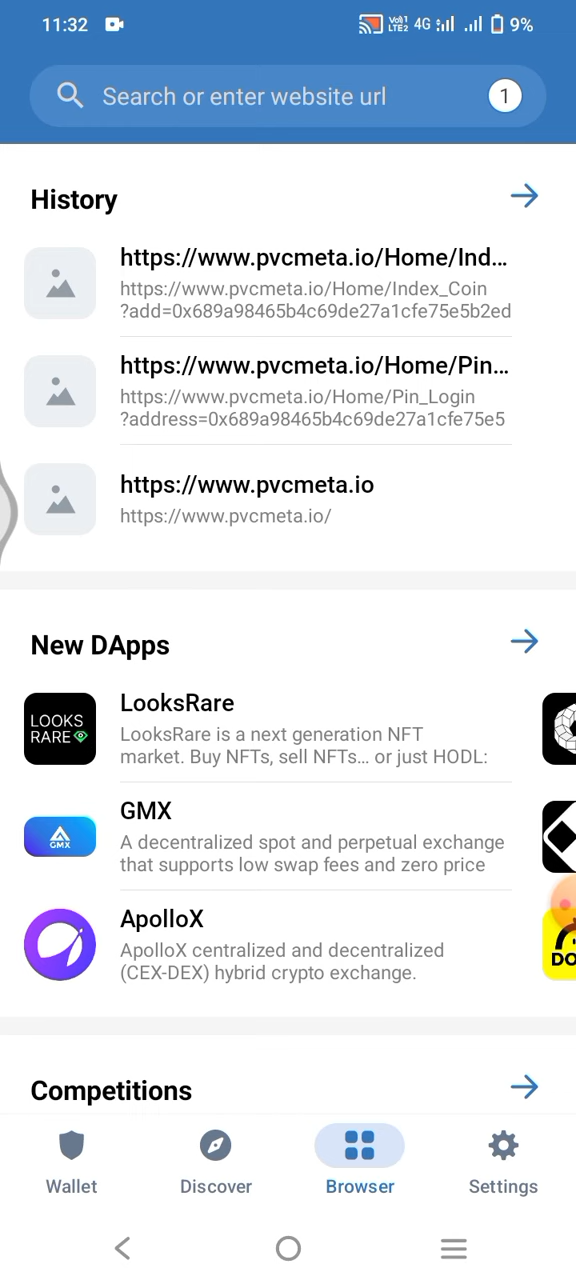 11:32
Vo))1
LTE2
4G
9%
Search or enter website url
1
History
https://www.pvcmeta.io/Home/Ind...
https://www.pvcmeta.io/Home/Index_Coin
?add=0x689a98465b4c69de27a1cfe75e5b2ed
https://www.pvcmeta.io/Home/Pin...
https://www.pvcmeta.io/Home/Pin_Login
?address=0x689a98465b4c69de27a1cfe75e5
https://www.pvcmeta.io
https://www.pvcmeta.io/
New DApps
LOOKS
RARE
LooksRare
LooksRare is a next generation NFT
market. Buy NFTs, sell NFTs... or just HODL:
GMX
GMX
A decentralized spot and perpetual exchange
that supports low swap fees and zero price
ApolloX
ApolloX centralized and decentralized
(CEX-DEX) hybrid crypto exchange.
DO
Competitions
Wallet
Discover
Browser
Settings